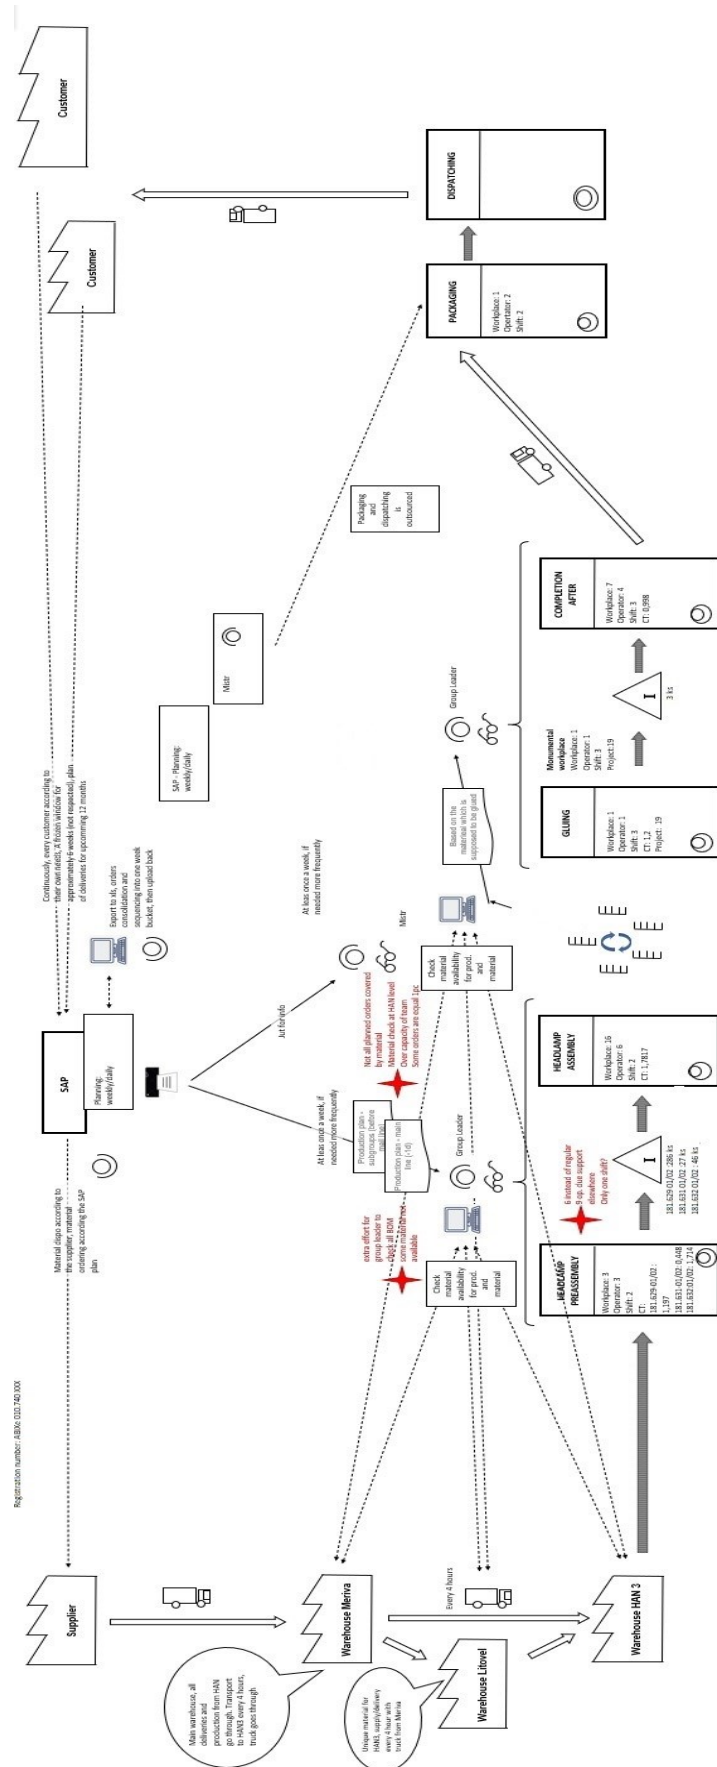 Registration number: ABIXe 010.740 XXX
Supplier
Material dispo according to
the supplier, material
ordering according the SAP
plan
SAP
Planning:
weekly/daily
Export to xls, orders
consolidation and
sequencing into one week
bucket, then upload back
Continuously, every customer according to
their own needs, A frozen window for
approximately 6 weeks (not respected), plan
of deliveries for upcomming 12 months
Customer
Customer
Main warehouse, all
deliveries and
production from HAN
go through. Transport
to HAN3 every 4 hours,
truck goes through
Warehouse Meriva
Unique material for
HAN3, supply/delivery
every 4 hour with
truck from Meriva
Every 4 hours
Warehouse Litovel
Warehouse HAN 3
At leas once a week, if
needed more frequently
Jut for info
At leas once a week, if
needed more frequently
SAP - Planning:
weekly/daily
Mistr
Production plan -
subgroups (before
mail line)
Production plan - main
line (-1d)
Group Leader
extra effort for
group leader to
check all BOM
some material not
available
Not all planned orders covered
by material
Material check at HAN level
Over capacity of team
Some orders are equal 1pc
Mistr
Check
material
availability
for prod. and
material
Check
material
availability
for prod. and
material
Based on the
matereal which is
supposed to be glued
Group Leader
Packaging
and
dispatching
is
outsourced
HEADLAMP
PREASSEMBLY
Workplace: 3
Operator: 3
Shift: 2
CT:
181.629-01/02 :
1,197
181.631-01/02: 0,448
181.632-01/02: 1,714
6 instead of regular
9 op. due support
elsewhere
Only one shift?
I
181.629 01/02 :286 ks
181.631 01/02 :27 ks
181.632 01/02 : 46 ks
HEADLAMP
ASSEMBLY
Workplace: 16
Operator: 6
Shift: 2
CT: 1,7817
GLUING
Workplace: 1
Operator: 1
Shift: 3
CT: 1,2
Project: 19
Monumental
workplace
Workplace: 1
Operator: 1
Shift: 3
Project:19
I
3 ks
COMPLETION
AFTER
Workplace: 7
Operator: 4
Shift: 3
CT: 0,998
PACKAGING
Workplace: 1
Opertator: 2
Shift: 2
DISPATCHING